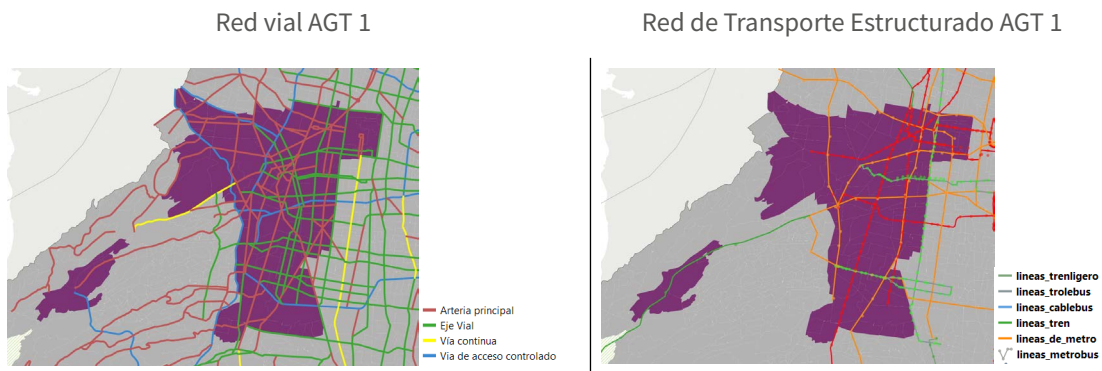 Red vial AGT 1
Red de Transporte Estructurado AGT 1
Arteria principal
Eje Vial
Vía continua
Via de acceso controlado
lineas_trenligero
lineas_trolebus
lineas_cablebus
lineas_tren
lineas_de_metro
lineas_metrobus